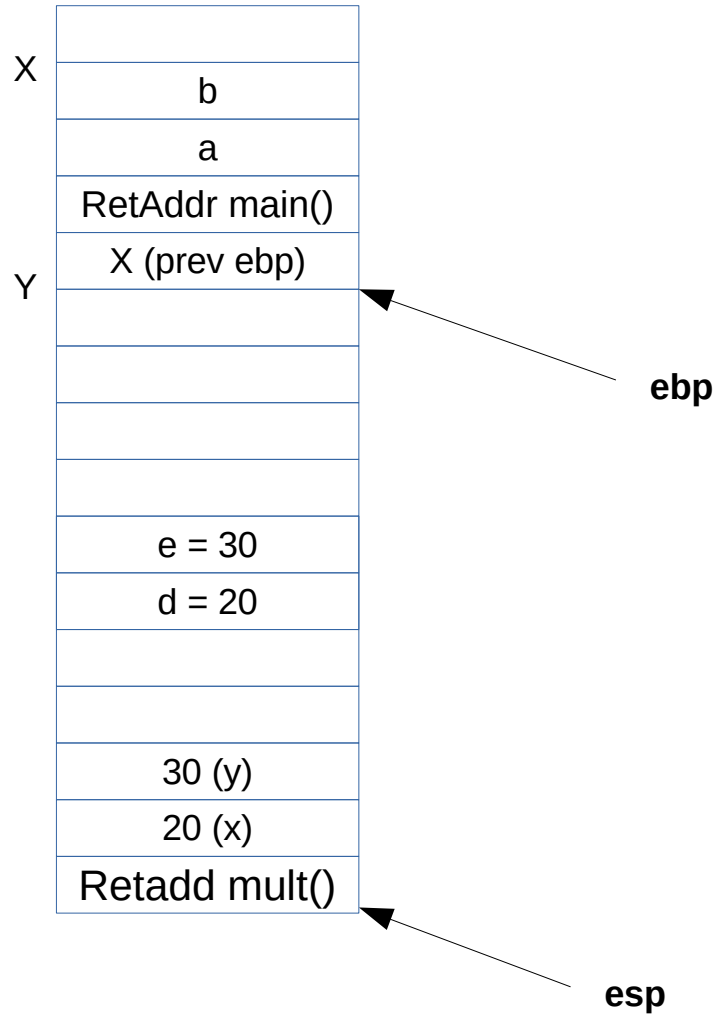 X
b
a
RetAddr main()
X (prev ebp)
Y
ebp
e = 30
d = 20
30 (y)
20 (x)
Retadd mult()
esp